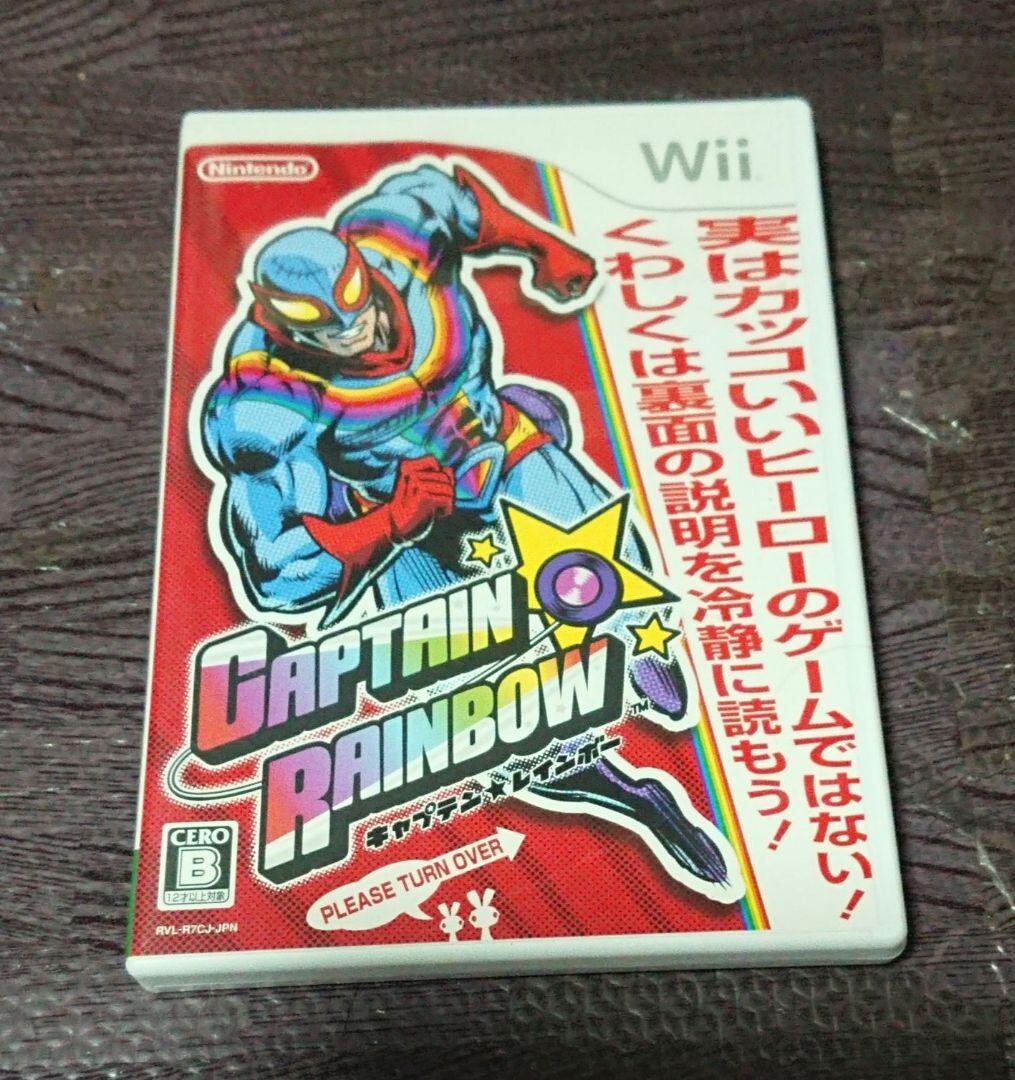 Nintendo
Wii
実はカッコいいヒーローのゲームではない!
くわしくは裏面の説明を冷静に読もう!
CAPTAIN
RAINBOW
TM
キャプテン★レインボー
PLEASE TURN OVER
CERO
B
12才以上対象
RVL-R7CJ-JPN